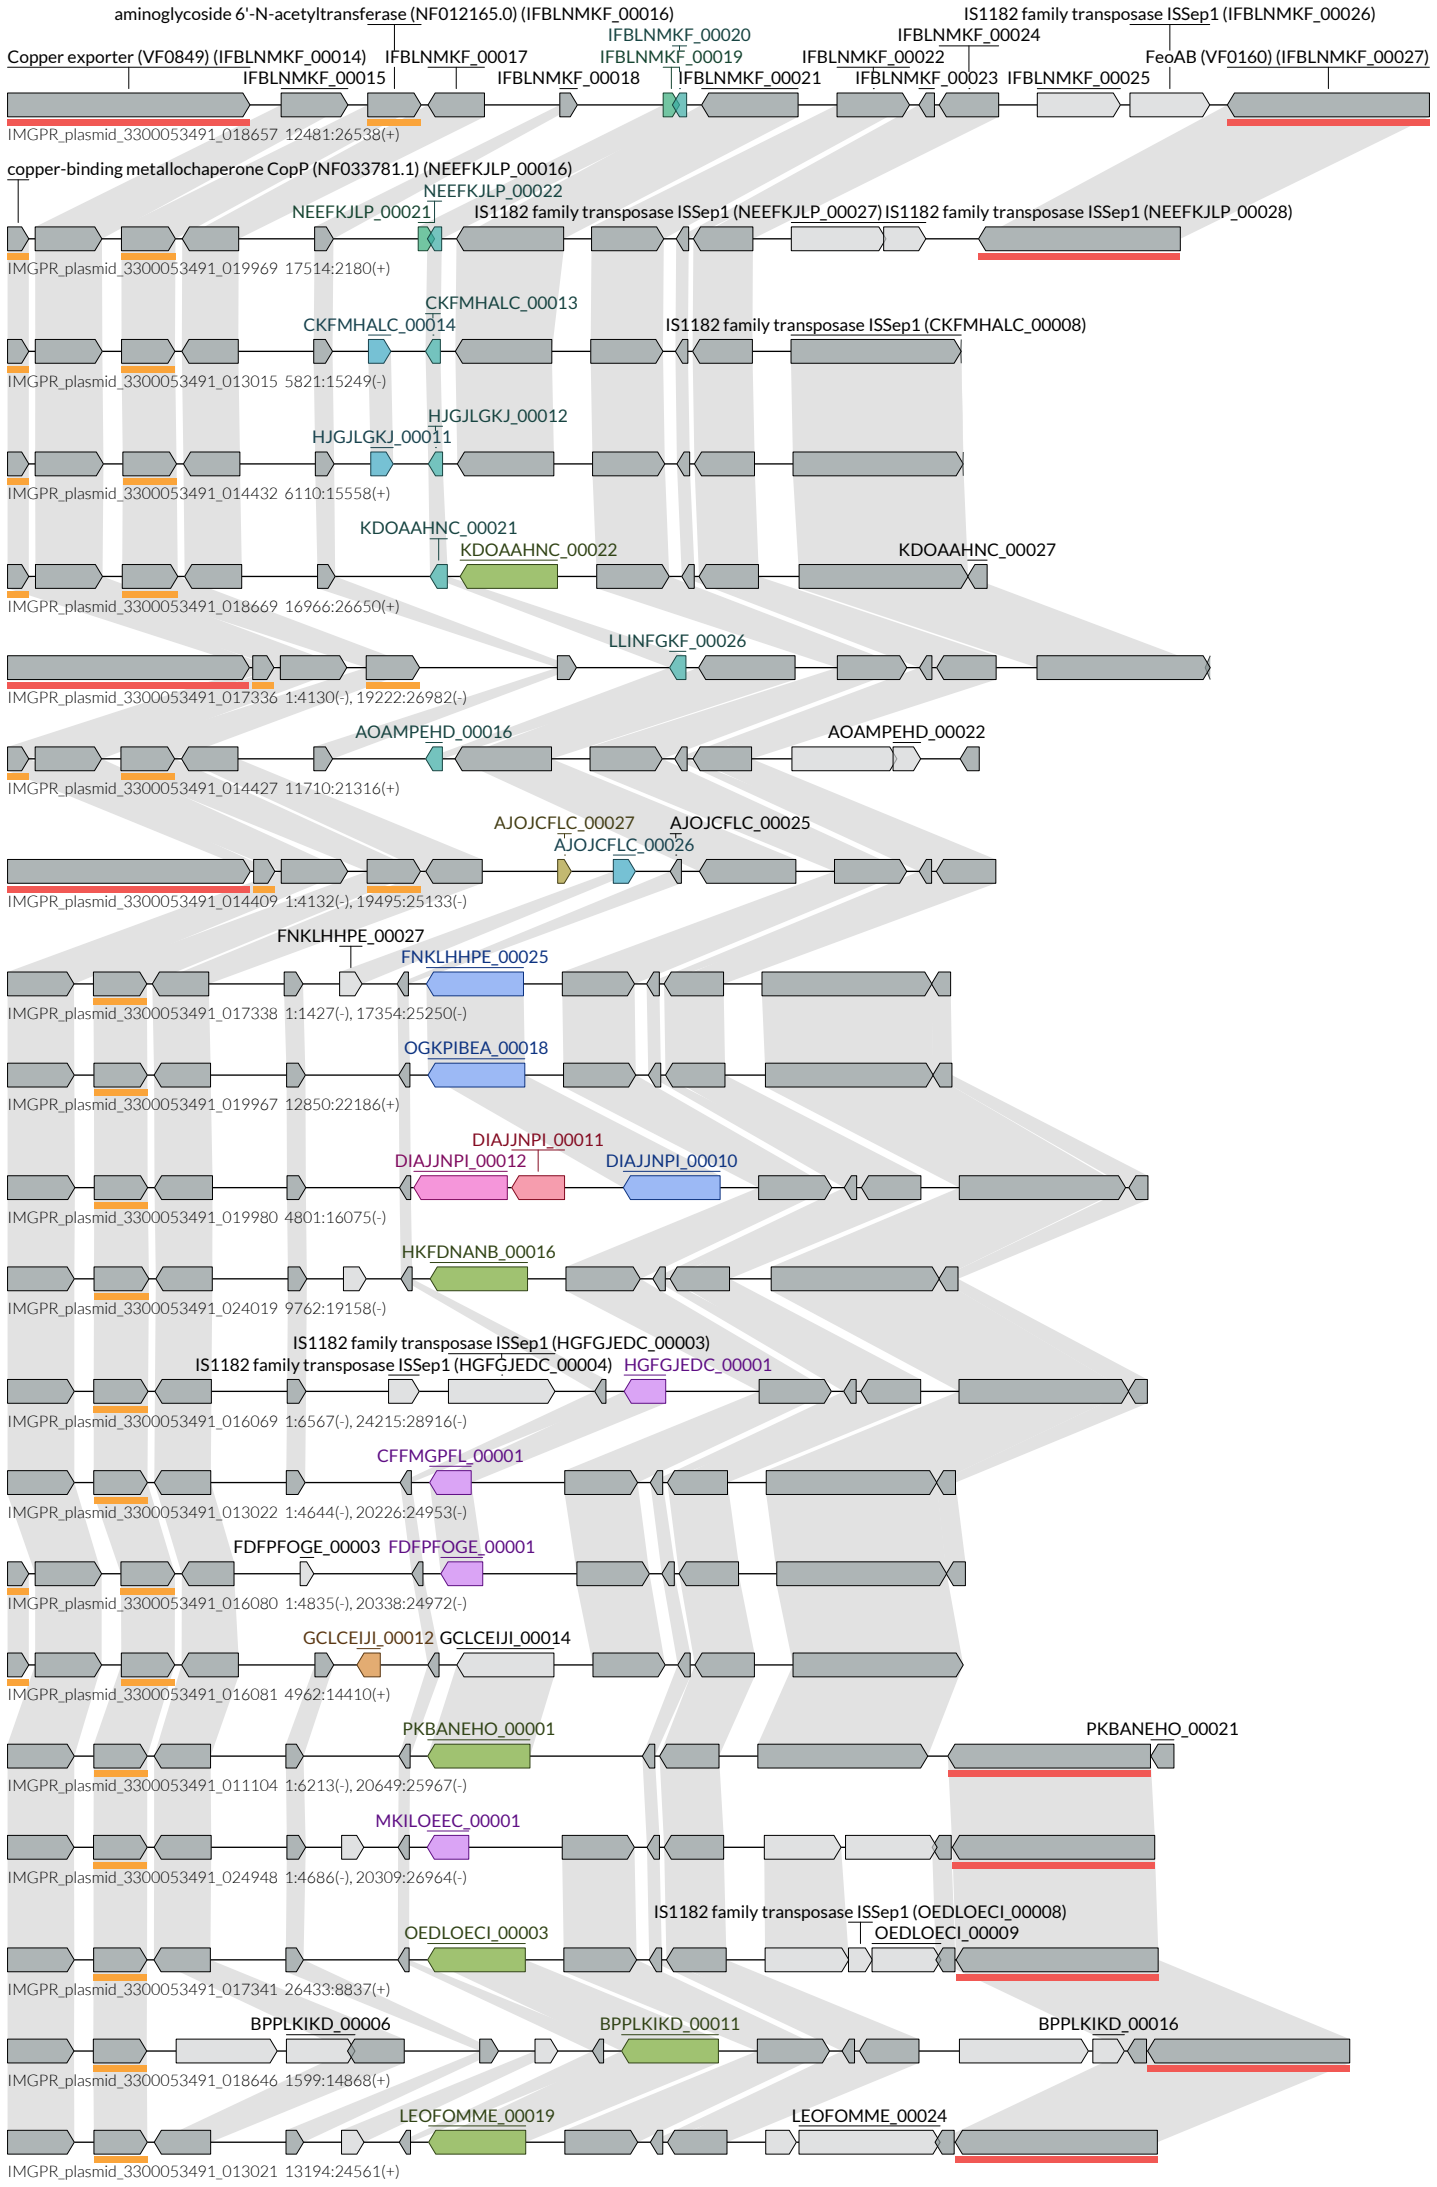 aminoglycoside 6'-N-acetyltransferase (NF012165.0) (IFBLNMKF_00016)
IS1182 family transposase ISSep1 (IFBLNMKF_00026)
IFBLNMKF_00020
IFBLNMKF_00024
Copper exporter (VF0849) (IFBLNMKF_00014)
IFBLNMKF_00017
IFBLNMKF_00019
IFBLNMKF_00022
FeoAB (VF0160) (IFBLNMKF_00027)
IFBLNMKF_00015
IFBLNMKF_00018
IFBLNMKF_00021
IFBLNMKF_00023
IFBLNMKF_00025
IMGPR_plasmid_3300053491_018657 12481:26538(+)
copper-binding metallochaperone CopP (NF033781.1) (NEEFKJLP_00016)
NEEFKJLP_00022
NEEFKJLP_00021
IS1182 family transposase ISSep1 (NEEFKJLP_00027)
IS1182 family transposase ISSep1 (NEEFKJLP_00028)
IMGPR_plasmid_3300053491_019969 17514:2180(+)
CKFMHALC_00013
CKFMHALC_00014
IS1182 family transposase ISSep1 (CKFMHALC_00008)
IMGPR_plasmid_3300053491_013015 5821:15249(-)
HJGJLGKJ_00012
HJGJLGKJ_00011
IMGPR_plasmid_3300053491_014432 6110:15558(+)
KDOAAHNC_00021
KDOAAHNC_00022
KDOAAHNC_00027
IMGPR_plasmid_3300053491_018669 16966:26650(+)
LLINFGKF_00026
IMGPR_plasmid_3300053491_017336 1:4130(-), 19222:26982(-)
AOAMPEHD_00016
AOAMPEHD_00022
IMGPR_plasmid_3300053491_014427 11710:21316(+)
AJOJCFLC_00027
AJOJCFLC_00025
AJOJCFLC_00026
IMGPR_plasmid_3300053491_014409 1:4132(-), 19495:25133(-)
FNKLHHPE_00027
FNKLHHPE_00025
IMGPR_plasmid_3300053491_017338 1:1427(-), 17354:25250(-)
OGKPIBEA_00018
IMGPR_plasmid_3300053491_019967 12850:22186(+)
DIAJJNPI_00011
DIAJJNPI_00012
DIAJJNPI_00010
IMGPR_plasmid_3300053491_019980 4801:16075(-)
HKFDNANB_00016
IMGPR_plasmid_3300053491_024019 9762:19158(-)
IS1182 family transposase ISSep1 (HGFGJEDC_00003)
IS1182 family transposase ISSep1 (HGFGJEDC_00004)
HGFGJEDC_00001
IMGPR_plasmid_3300053491_016069 1:6567(-), 24215:28916(-)
CFFMGPFL_00001
IMGPR_plasmid_3300053491_013022 1:4644(-), 20226:24953(-)
FDFPFOGE_00003
FDFPFOGE_00001
IMGPR_plasmid_3300053491_016080 1:4835(-), 20338:24972(-)
GCLCEIJI_00012
GCLCEIJI_00014
IMGPR_plasmid_3300053491_016081 4962:14410(+)
PKBANEHO_00001
PKBANEHO_00021
IMGPR_plasmid_3300053491_011104 1:6213(-), 20649:25967(-)
MKILOEEC_00001
IMGPR_plasmid_3300053491_024948 1:4686(-), 20309:26964(-)
IS1182 family transposase ISSep1 (OEDLOECI_00008)
OEDLOECI_00003
OEDLOECI_00009
IMGPR_plasmid_3300053491_017341 26433:8837(+)
BPPLKIKD_00006
BPPLKIKD_00011
BPPLKIKD_00016
IMGPR_plasmid_3300053491_018646 1599:14868(+)
LEOFOMME_00019
LEOFOMME_00024
IMGPR_plasmid_3300053491_013021 13194:24561(+)